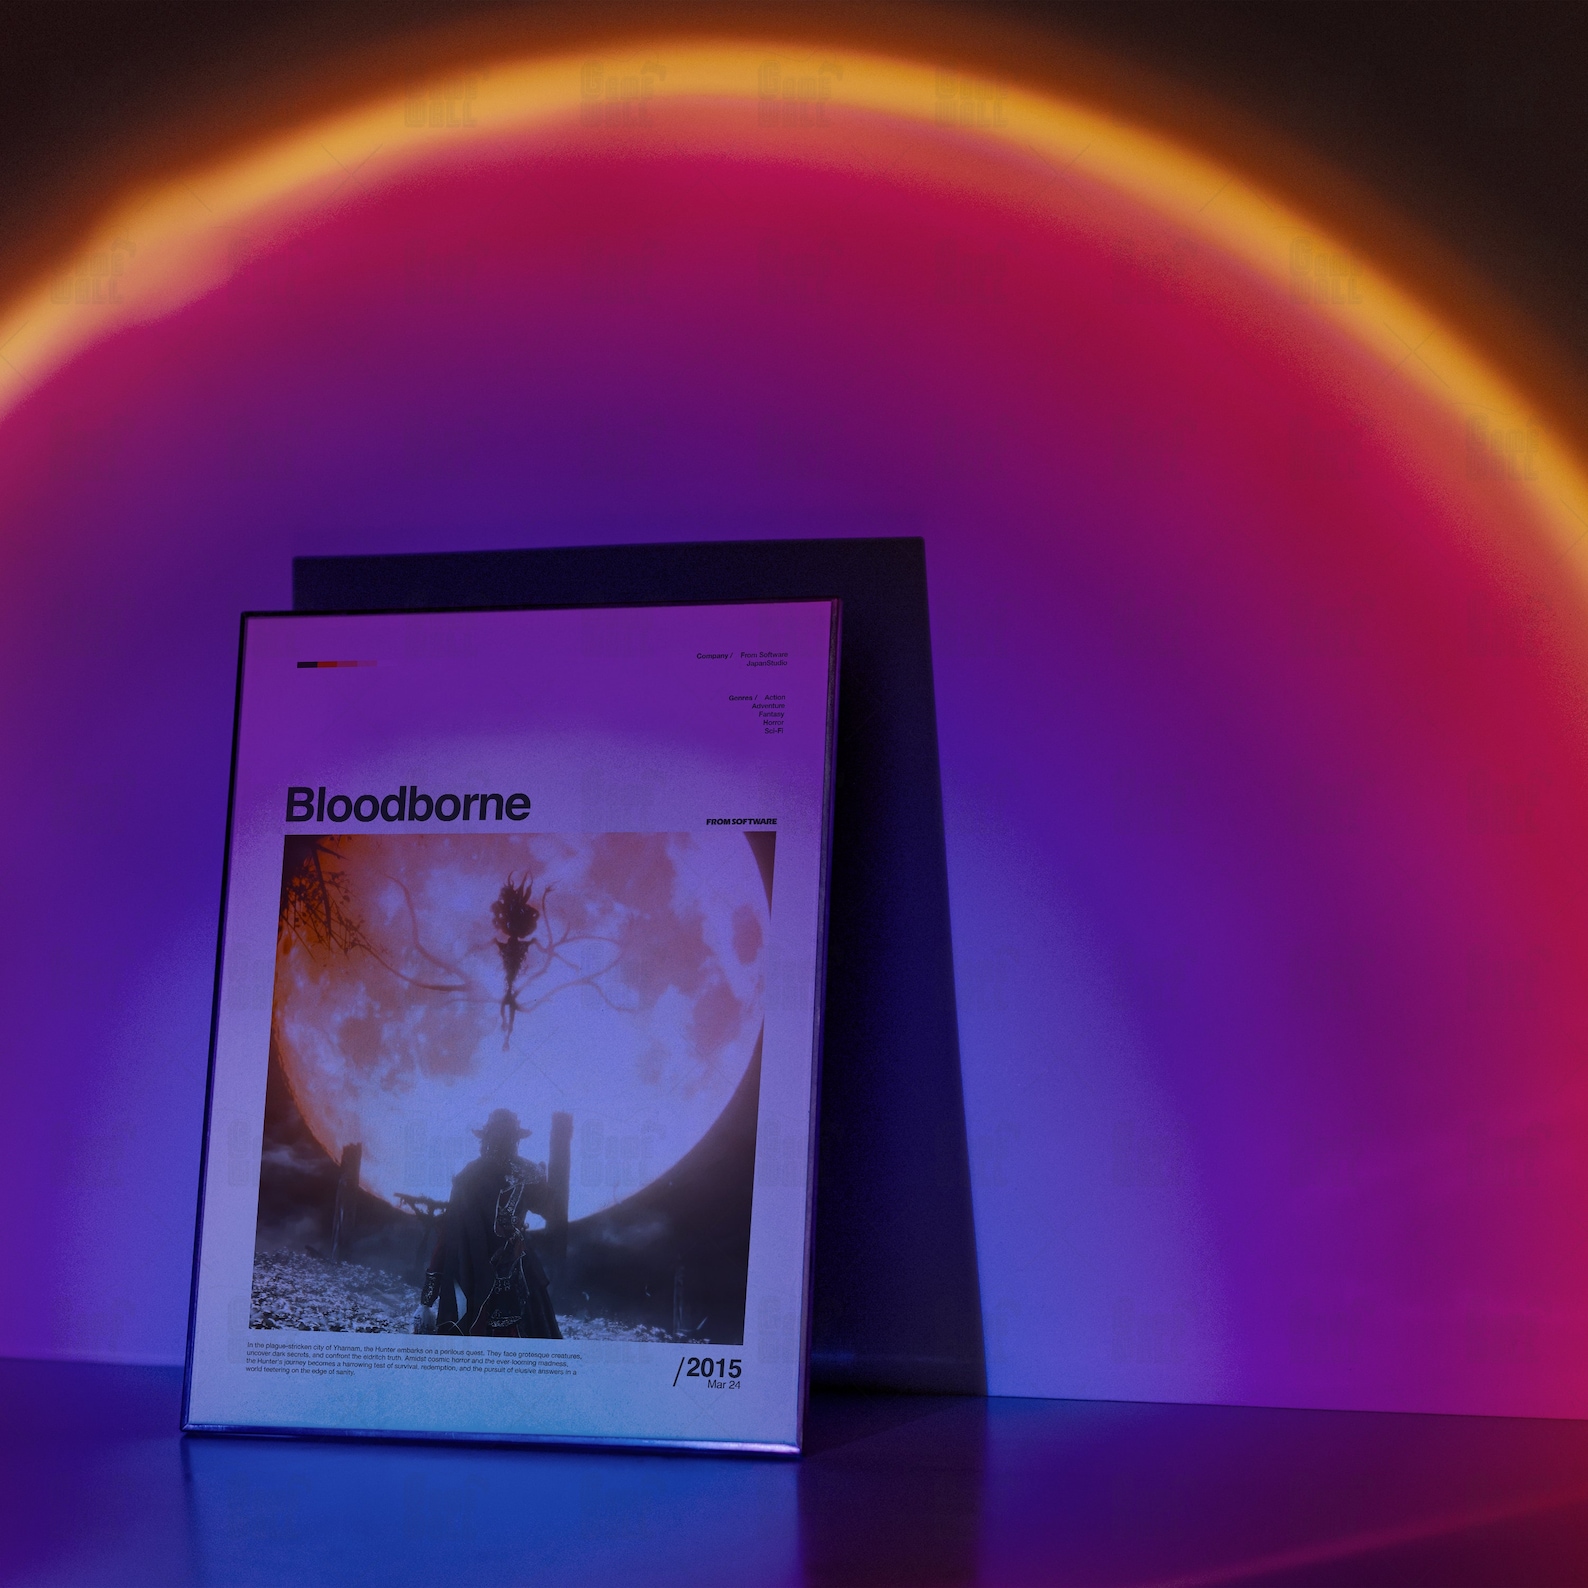 Company / From Software
JapanStudio
Genres / Action
Adventure
Fantasy
Horror
Sci-Fi
Bloodborne
FROMSOFTWARE
In the plague-stricken city of Yharnam, the Hunter embarks on a perilous quest. They face grotesque creatures,
uncover dark secrets, and confront the eldritch truth. Amidst cosmic horror and the ever-looming madness,
the Hunter's journey becomes a harrowing test of survival, redemption, and the pursuit of elusive answers in a
world teetering on the edge of sanity.
/2015
Mar 24
GAME
WALL